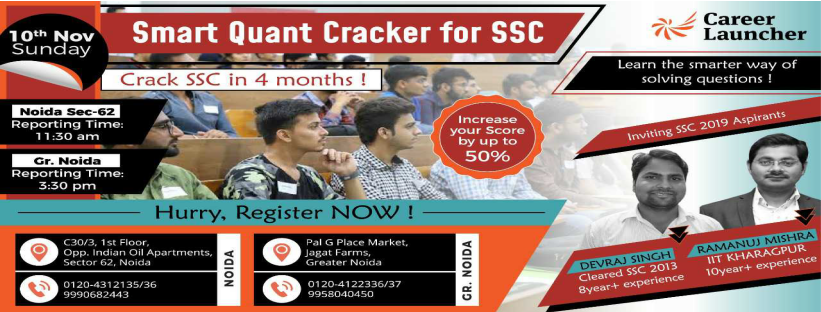 10th Nov
Sunday
Smart Quant Cracker for SSC
Career
Launcher
Crack SSC in 4 months !
Learn the smarter way of
solving questions !
Noida Sec-62
Reporting Time:
11:30 am
Gr. Noida
Reporting Time:
3:30 pm
Increase
your Score
by up to
50%
Inviting SSC 2019 Aspirants
Hurry, Register NOW !
C30/3, 1st Floor,
Opp. Indian Oil Apartments,
Sector 62, Noida
0120-4312135/36
9990682443
NOIDA
Pal G Place Market,
Jagat Farms,
Greater Noida
0120-4122336/37
9958040450
GR. NOIDA
DEVRAJ SINGH
Cleared SSC 2013
8year+ experience
RAMANUJ MISHRA
IIT KHARAGPUR
10year+ experience